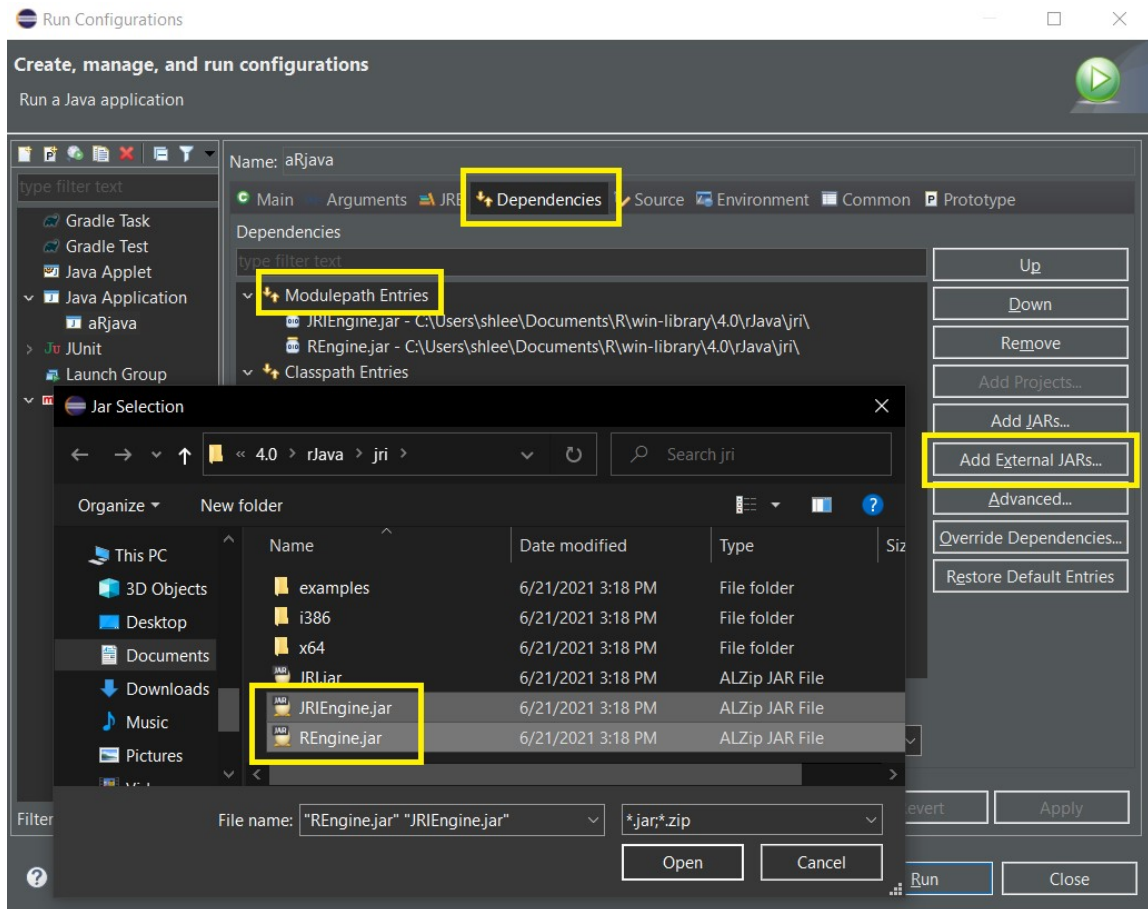 Run Configurations
Create, manage, and run configurations
Run a Java application
Name: aRjava
type filter text
Main Arguments JRE Dependencies Source Environment Common Prototype
Gradle Task
Gradle Test
Java Applet
Java Application
aRjava
JUnit
Launch Group
Dependencies
type filter text
Modulepath Entries
JRIEngine.jar - C:\Users\shlee\Documents\R\win-library\4.0\rJava\jri\
REngine.jar - C:\Users\shlee\Documents\R\win-library\4.0\rJava\jri\
Classpath Entries
Up
Down
Remove
Add Projects...
Add JARs...
Add External JARs...
Advanced...
Override Dependencies...
Restore Default Entries
Jar Selection
« 4.0 > rJava > jri >
Search jri
Organize New folder
This PC
3D Objects
Desktop
Documents
Downloads
Music
Pictures
Name Date modified Type Siz
examples 6/21/2021 3:18 PM File folder
i386 6/21/2021 3:18 PM File folder
x64 6/21/2021 3:18 PM File folder
JRI.jar 6/21/2021 3:18 PM ALZip JAR File
JRIEngine.jar 6/21/2021 3:18 PM ALZip JAR File
REngine.jar 6/21/2021 3:18 PM ALZip JAR File
File name: "REngine.jar" "JRIEngine.jar" *.jar;*.zip
Open Cancel
Filter
evert Apply
Run Close